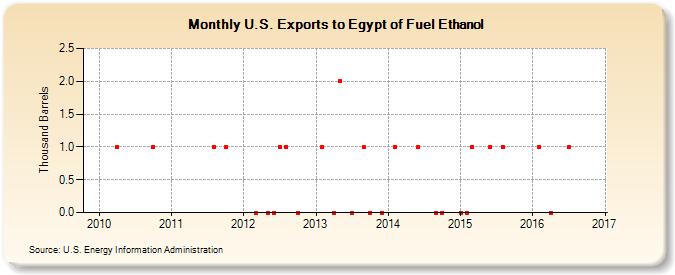 Monthly U.S. Exports to Egypt of Fuel Ethanol
Thousand Barrels
2.5
2.0
1.5
1.0
0.5
0.0
2010 2011 2012 2013 2014 2015 2016 2017
Source: U.S. Energy Information Administration